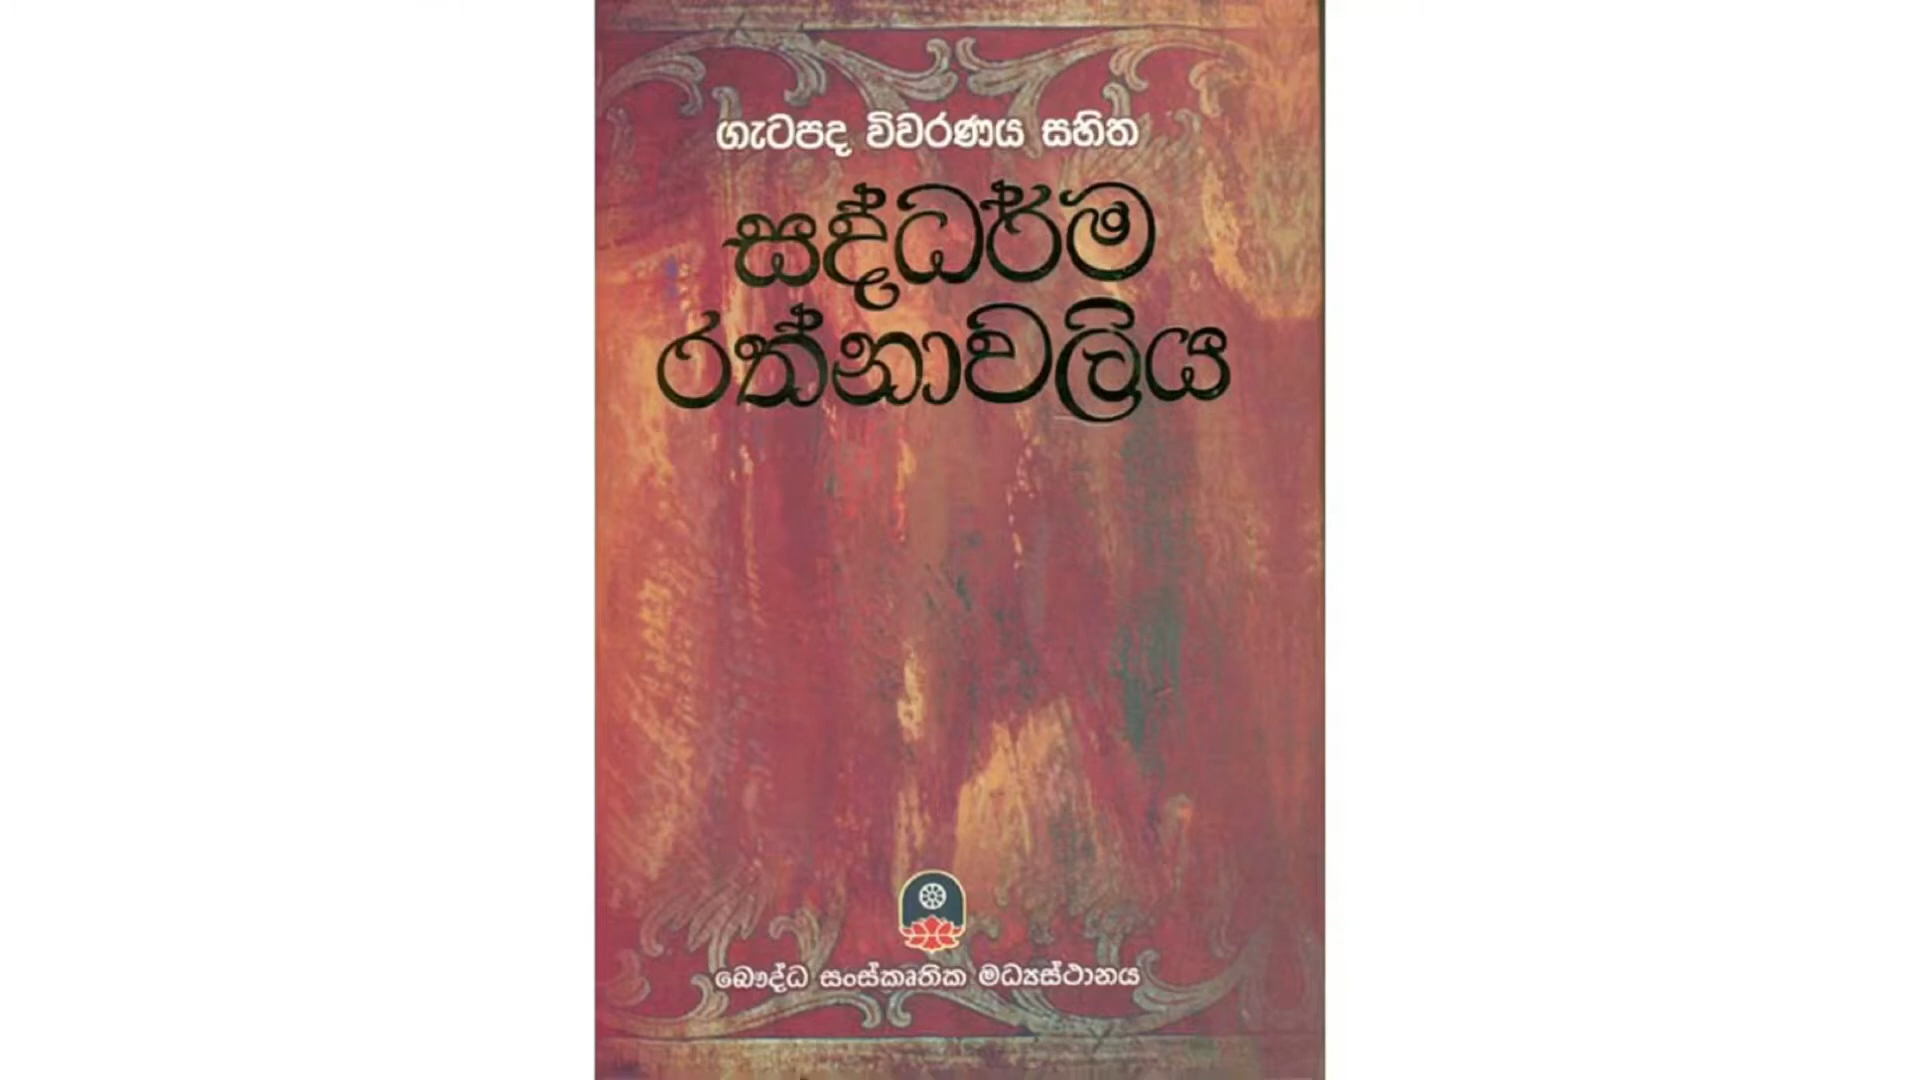 ගැටපද විවරණය සහිත
සද්ධර්ම
රත්නාවලිය
බෞද්ධ සංස්කෘතික මධ්‍යස්ථානය